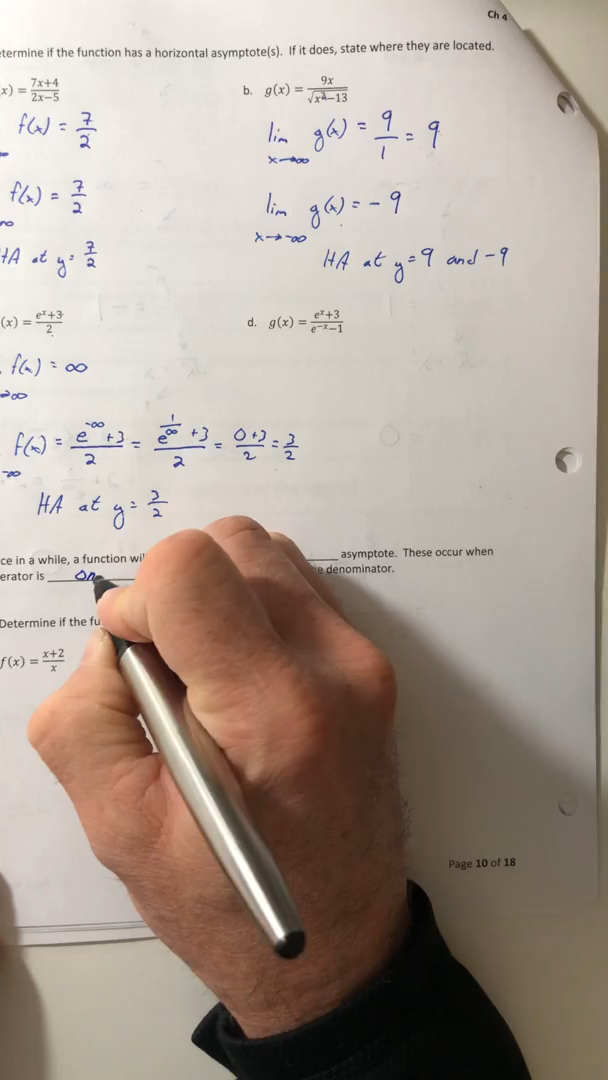 Ch 4
etermine if the function has a horizontal asymptote(s). If it does, state where they are located.
x) = 7x+4 / 2x−5
b. g(x) = 9x / √x²−13
f(x) = 7/2
lim x→∞ g(x) = 9/1 = 9
f(x) = 7/2
lim x→-∞ g(x) = -9
HA at y = 7/2
HA at y = 9 and -9
(x) = eˣ+3 / 2
d. g(x) = eˣ+3 / e⁻ˣ−1
f(x) = ∞
→∞
f(x) = e^-∞ +3 / 2 = 1/e^∞ +3 / 2 = 0+3 / 2 = 3/2
-∞
HA at y = 3/2
ce in a while, a function wil asymptote. These occur when
erator is on denominator.
Determine if the fu
f(x) = x+2 / x
Page 10 of 18